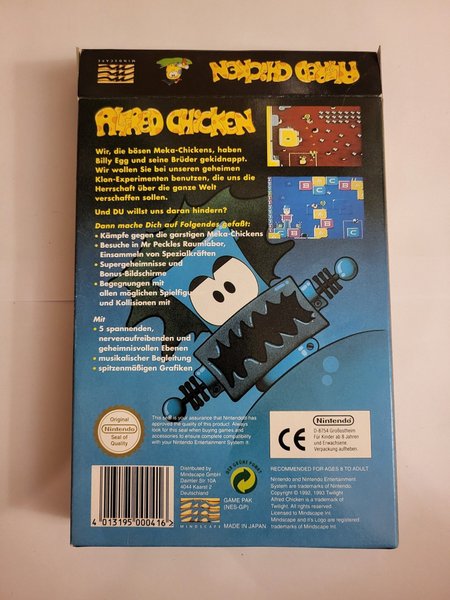 MINDSCAPE
ALFRED CHICKEN
ALFRED CHICKEN
Wir, die bösen Meka-Chickens, haben
Billy Egg und seine Brüder gekidnappt.
Wir wollen Sie bei unseren geheimen
Klon-Experimenten benutzen, die uns die
Herrschaft über die ganze Welt
verschaffen sollen.
Und DU willst uns daran hindern?
Dann mache Dich auf Folgendes gefaßt:
• Kämpfe gegen die garstigen Meka-Chickens
• Besuche in Mr Peckles Raumlabor,
Einsammeln von Spezialkräften
• Supergeheimnisse und
Bonus-Bildschirme
• Begegnungen mit
allen möglichen Spielfigu
und Kollisionen mit
Mit
• 5 spannenden,
nervenaufreibenden und
geheimnisvollen Ebenen
• musikalischer Begleitung
• spitzenmäßigen Grafiken
B C
C B C
Original
Nintendo
Seal of Quality
This seal is your assurance that Nintendo
has approved the quality of this product. Always
look for this seal when buying games and
accessories to ensure complete compatibility
with your Nintendo Entertainment System.
CE
Nintendo
D-8754 Großostheim
Für Kinder ab 8 Jahren
und Erwachsene.
Verpackung aufheben.
4 013195 000416 >
Distributed by
Mindscape GmbH
Daimler Str. 10A
4044 Kaarst 2
Deutschland
MINDSCAPE
DER GRÜNE PUNKT
GAME PAK
(NES-GP)
MADE IN JAPAN
RECOMMENDED FOR AGES 8 TO ADULT
Nintendo and Nintendo Entertainment
System are trademarks of Nintendo.
Copyright © 1992, 1993 Twilight
Alfred Chicken is a trademark of
Twilight. All rights reserved.
Licensed to Mindscape Int.
Mindscape and it's Logo are registered
trademarks of Mindscape Int.